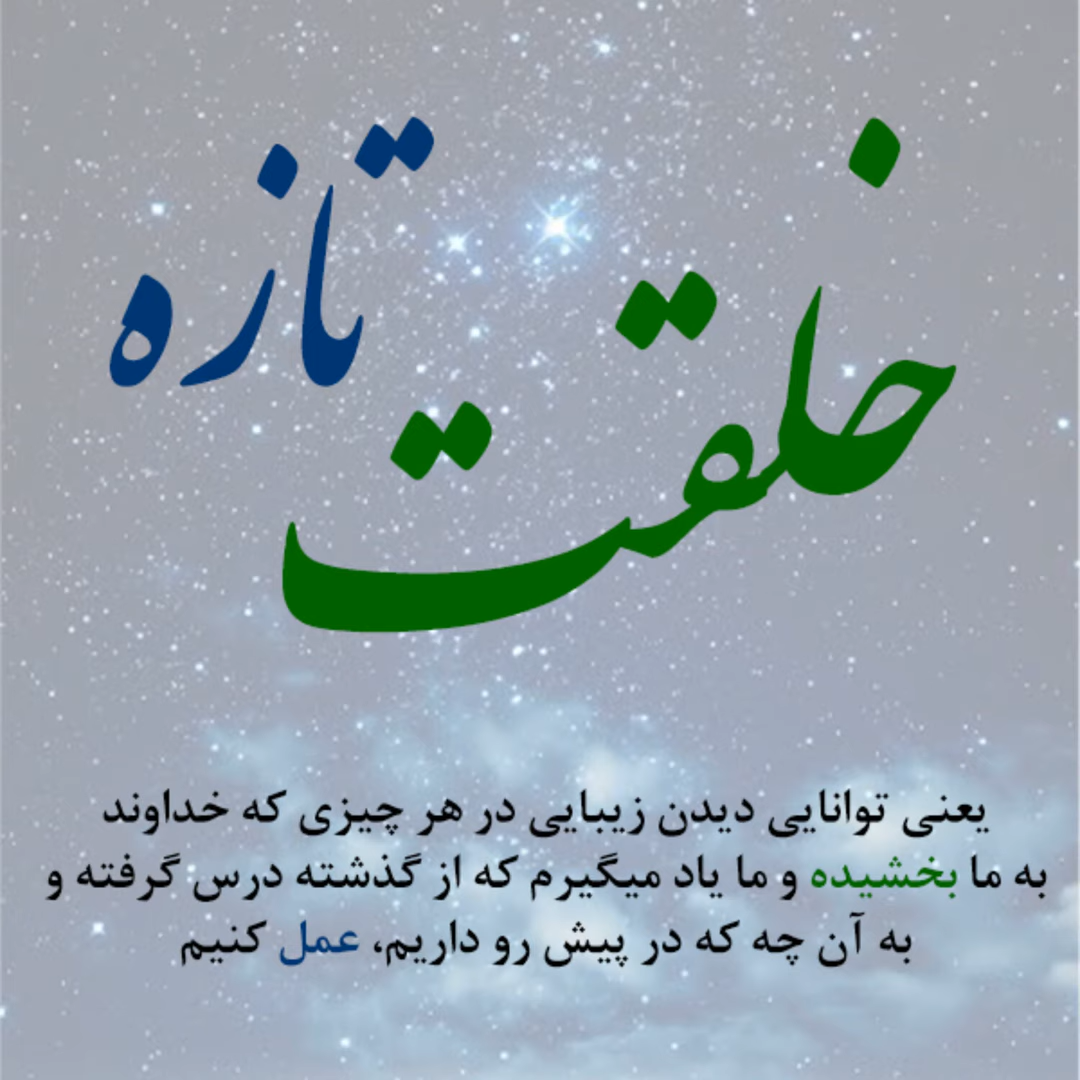 خلقت تازه
یعنی توانایی دیدن زیبایی در هر چیزی که خداوند
به ما بخشیده و ما یاد میگیرم که از گذشته درس گرفته و
به آن چه که در پیش رو داریم، عمل کنیم